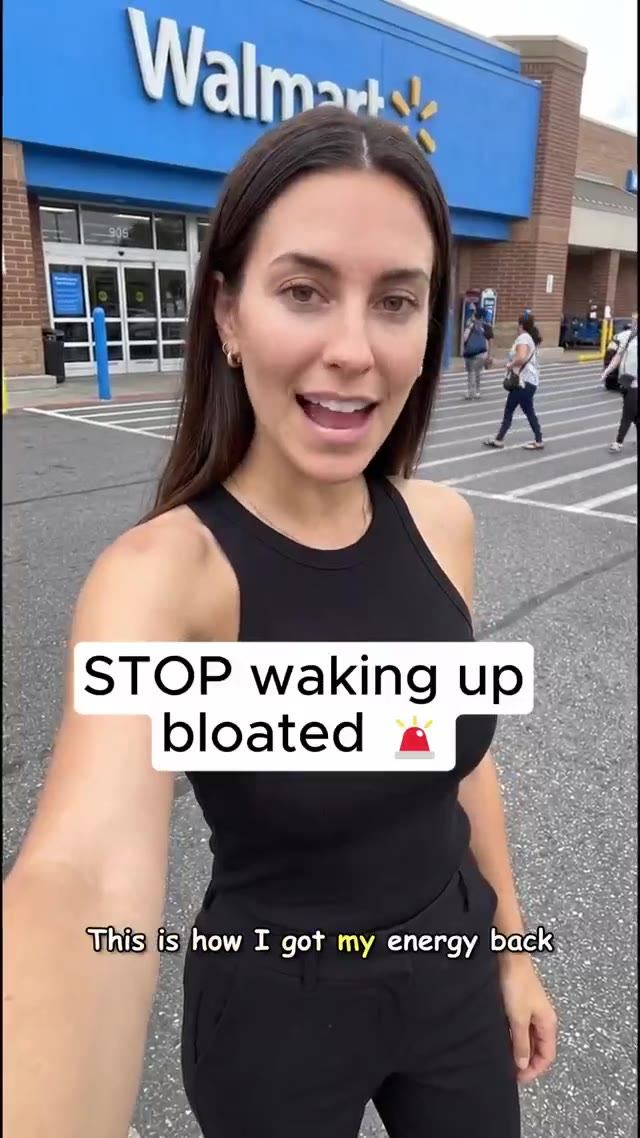 Walmart
905
STOP waking up
bloated 🚨
This is how I got my energy back